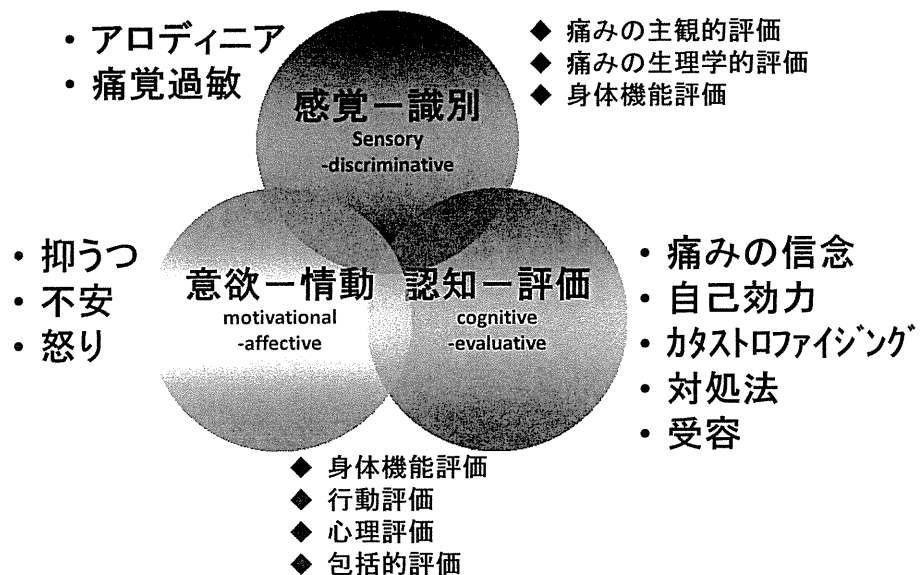 ・アロディニア
・痛覚過敏
◆ 痛みの主観的評価
◆ 痛みの生理学的評価
◆ 身体機能評価
感覚－識別
Sensory
-discriminative
・抑うつ
・不安
・怒り
意欲－情動
motivational
-affective
認知－評価
cognitive
-evaluative
・痛みの信念
・自己効力
・カタストロファイジング
・対処法
・受容
◆ 身体機能評価
◆ 行動評価
◆ 心理評価
◆ 包括的評価